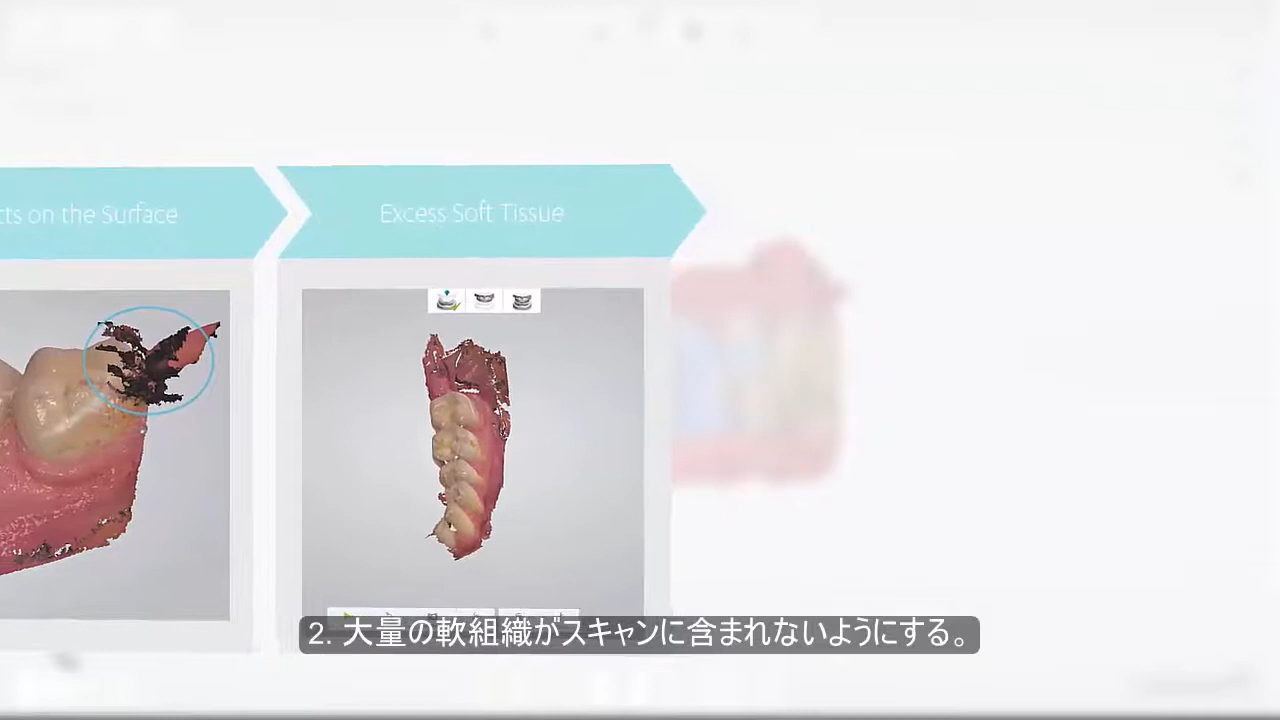 cts on the Surface
Excess Soft Tissue
2. 大量の軟組織がスキャンに含まれないようにする。